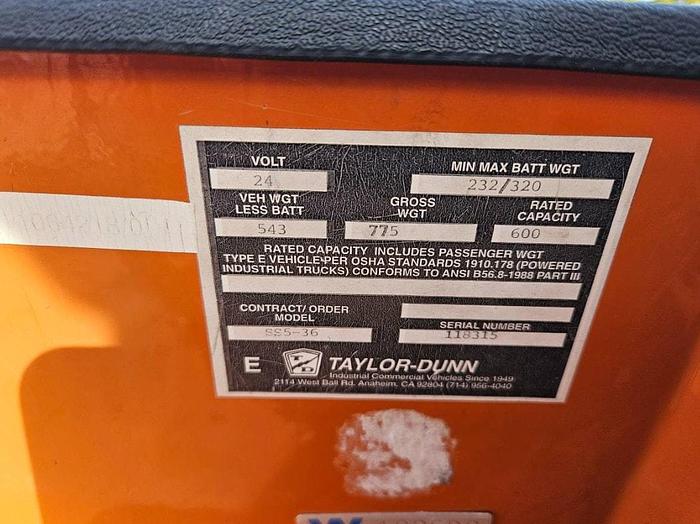 VOLT
24
MIN MAX BATT WGT
232/320
VEH WGT
LESS BATT
543
GROSS
WGT
775
RATED
CAPACITY
600
RATED CAPACITY INCLUDES PASSENGER WGT
TYPE E VEHICLE PER OSHA STANDARDS 1910.178 (POWERED
INDUSTRIAL TRUCKS) CONFORMS TO ANSI B56.8-1988 PART III
CONTRACT/ ORDER
MODEL
SS5-36
SERIAL NUMBER
118315
E TAYLOR-DUNN
Industrial Commercial Vehicles Since 1949
2114 West Ball Rd. Anaheim, CA 92804 (714) 956-4040